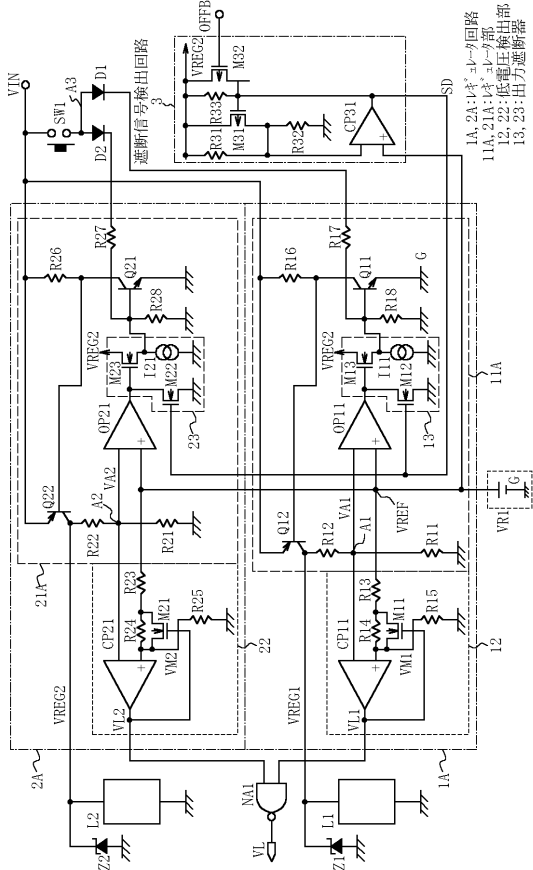 VIN
SW1
A3
D1
D2
遮断信号検出回路
3
VREG2
OFFB
M32
R33
M31
R31
R32
CP31
SD
1A, 2A:レギュレータ回路
11A, 21A:レギュレータ部
12, 22:低電圧検出部
13, 23:出力遮断器
R26
R27
Q21
R28
VREG2
M23
I21
M22
23
OP21
Q22
R22
A2
VA2
R21
21A
R23
R24
M21
R25
VM2
CP21
VL2
22
VREG2
2A
L2
Z2
R16
R17
Q11
G
R18
VREG2
M13
I11
M12
13
OP11
11A
Q12
R12
VA1
A1
R11
VREF
VR1
G
R13
R14
M11
R15
VM1
CP11
VL1
12
VREG1
1A
NA1
VL
L1
Z1